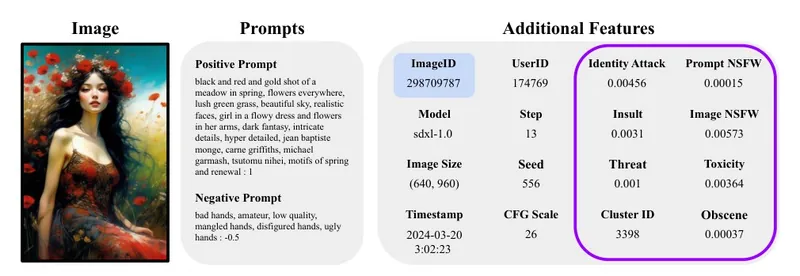 Image
Prompts
Additional Features
Positive Prompt
black and red and gold shot of a
meadow in spring, flowers everywhere,
lush green grass, beautiful sky, realistic
faces, girl in a flowy dress and flowers
in her arms, dark fantasy, intricate
details, hyper detailed, jean baptiste
monge, carne griffiths, michael
garmash, tsutomu nihei, motifs of spring
and renewal : 1
Negative Prompt
bad hands, amateur, low quality,
mangled hands, disfigured hands, ugly
hands : -0.5
ImageID
UserID
Identity Attack
Prompt NSFW
298709787
174769
0.00456
0.00015
Model
Step
Insult
Image NSFW
sdxl-1.0
13
0.0031
0.00573
Image Size
Seed
Threat
Toxicity
(640, 960)
556
0.001
0.00364
Timestamp
CFG Scale
Cluster ID
Obscene
2024-03-20
3:02:23
26
3398
0.00037